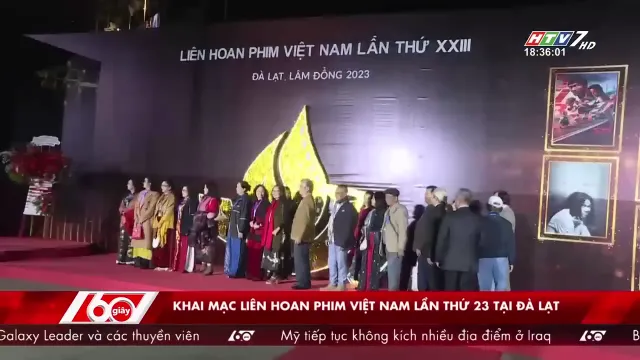 LIÊN HOAN PHIM VIỆT NAM LẦN THỨ XXIII
ĐÀ LẠT, LÂM ĐỒNG 2023
HTV7 HD
18:36:01
60 giây
KHAI MẠC LIÊN HOAN PHIM VIỆT NAM LẦN THỨ 23 TẠI ĐÀ LẠT
Galaxy Leader và các thuyền viên 60 Mỹ tiếp tục không kích nhiều địa điểm ở Iraq 60